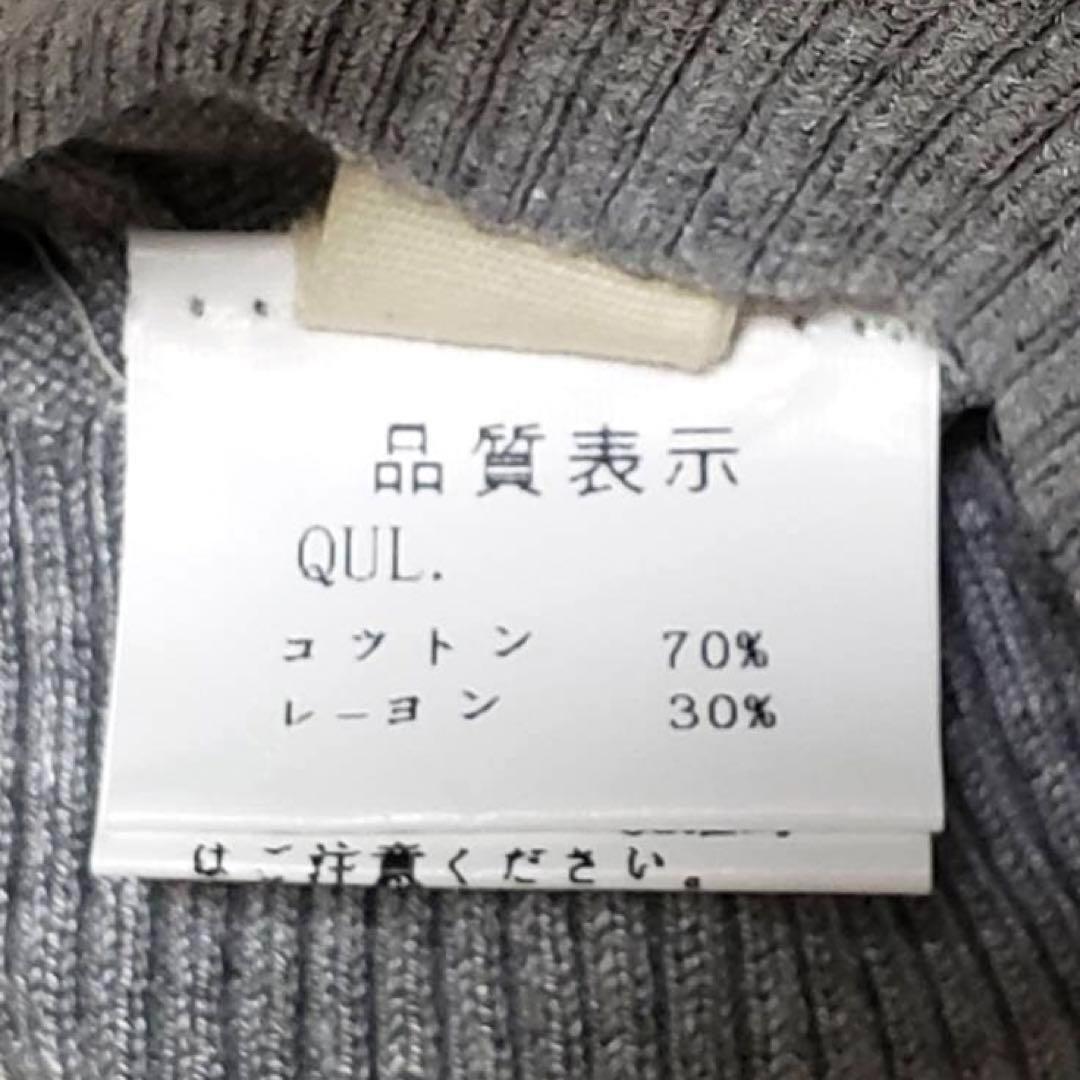 品質表示
QUL.
コットン 70%
レーヨン 30%
はご注意ください。